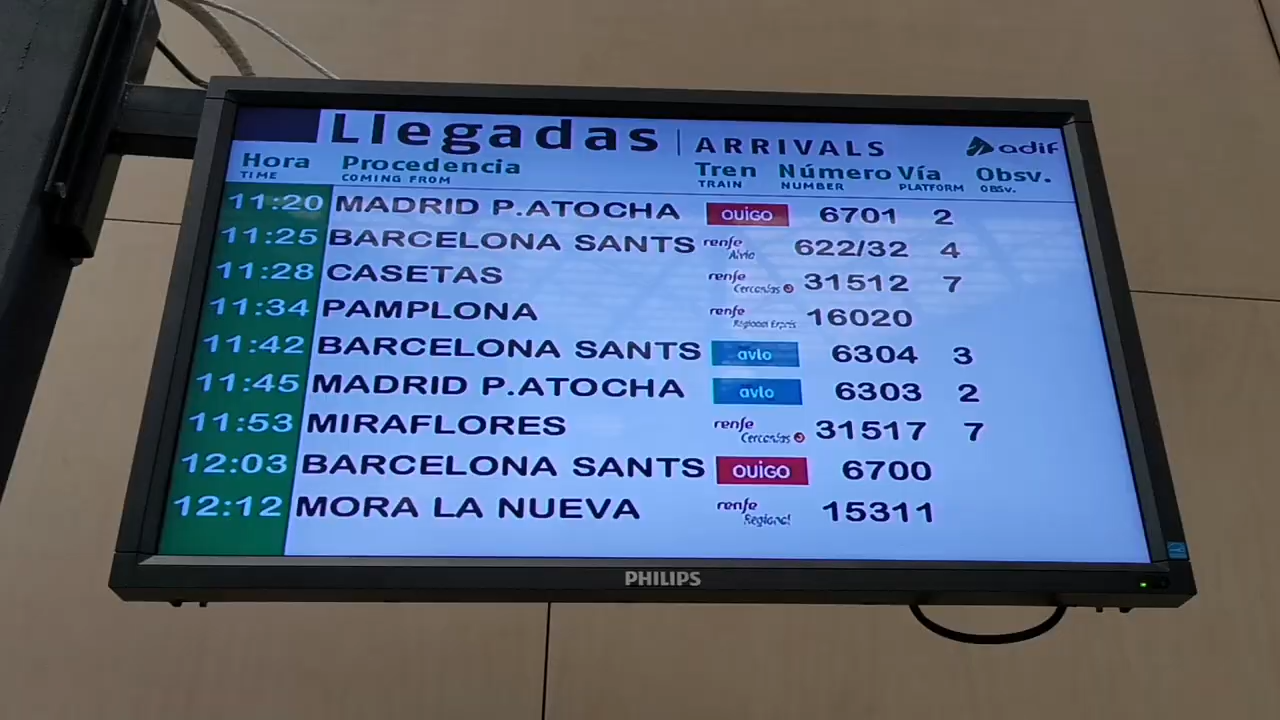 Llegadas | ARRIVALS adif
Hora Procedencia Tren Número Vía Obsv.
TIME COMING FROM TRAIN NUMBER PLATFORM OBSV.
11:20 MADRID P.ATOCHA OUIGO 6701 2
11:25 BARCELONA SANTS renfe Alvia 622/32 4
11:28 CASETAS renfe Cercanías 31512 7
11:34 PAMPLONA renfe Regional Exprés 16020
11:42 BARCELONA SANTS avlo 6304 3
11:45 MADRID P.ATOCHA avlo 6303 2
11:53 MIRAFLORES renfe Cercanías 31517 7
12:03 BARCELONA SANTS OUIGO 6700
12:12 MORA LA NUEVA renfe Regional 15311
PHILIPS